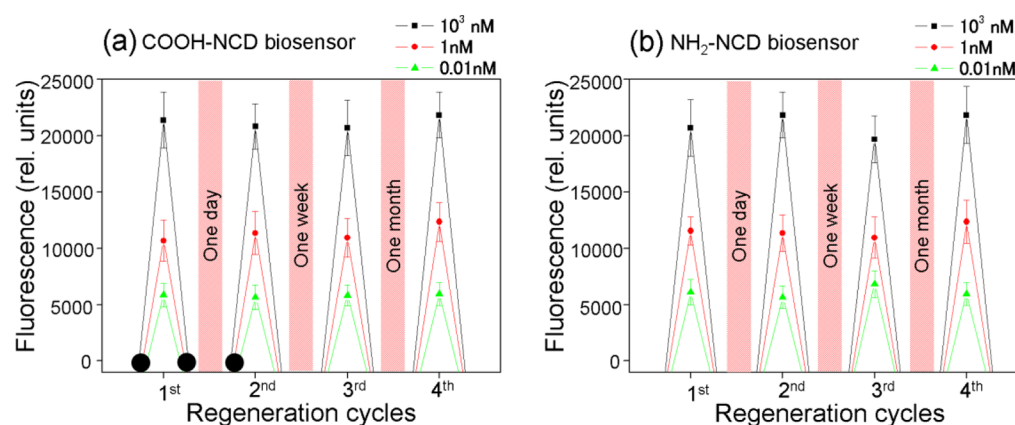 (a) COOH-NCD biosensor
10³ nM
1nM
0.01nM
Fluorescence (rel. units)
25000
20000
15000
10000
5000
0
One day
One week
One month
1st
2nd
3rd
4th
Regeneration cycles
(b) NH₂-NCD biosensor
10³ nM
1nM
0.01nM
Fluorescence (rel. units)
25000
20000
15000
10000
5000
0
One day
One week
One month
1st
2nd
3rd
4th
Regeneration cycles